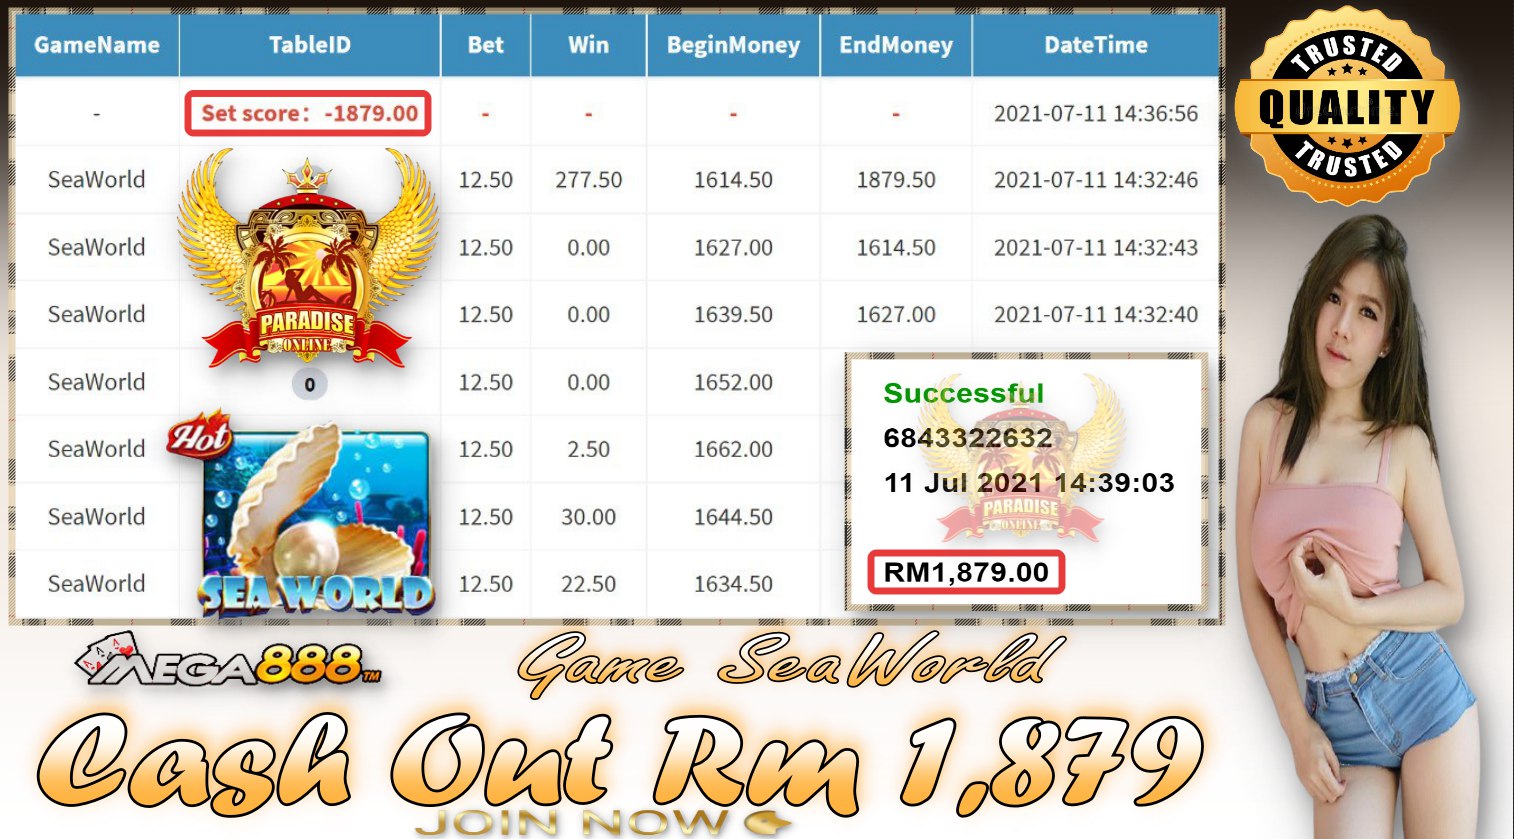 GameName TableID Bet Win BeginMoney EndMoney DateTime
- Set score: -1879.00 - - - - 2021-07-11 14:36:56
SeaWorld 12.50 277.50 1614.50 1879.50 2021-07-11 14:32:46
SeaWorld 12.50 0.00 1627.00 1614.50 2021-07-11 14:32:43
SeaWorld 12.50 0.00 1639.50 1627.00 2021-07-11 14:32:40
SeaWorld 0 12.50 0.00 1652.00
SeaWorld 12.50 2.50 1662.00
SeaWorld 12.50 30.00 1644.50
SeaWorld 12.50 22.50 1634.50
PARADISE
ONLINE
Hot
SEA WORLD
Successful
6843322632
11 Jul 2021 14:39:03
PARADISE
ONLINE
RM1,879.00
TRUSTED
QUALITY
TRUSTED
MEGA888 TM
Game SeaWorld
Cash Out Rm 1,879
JOIN NOW